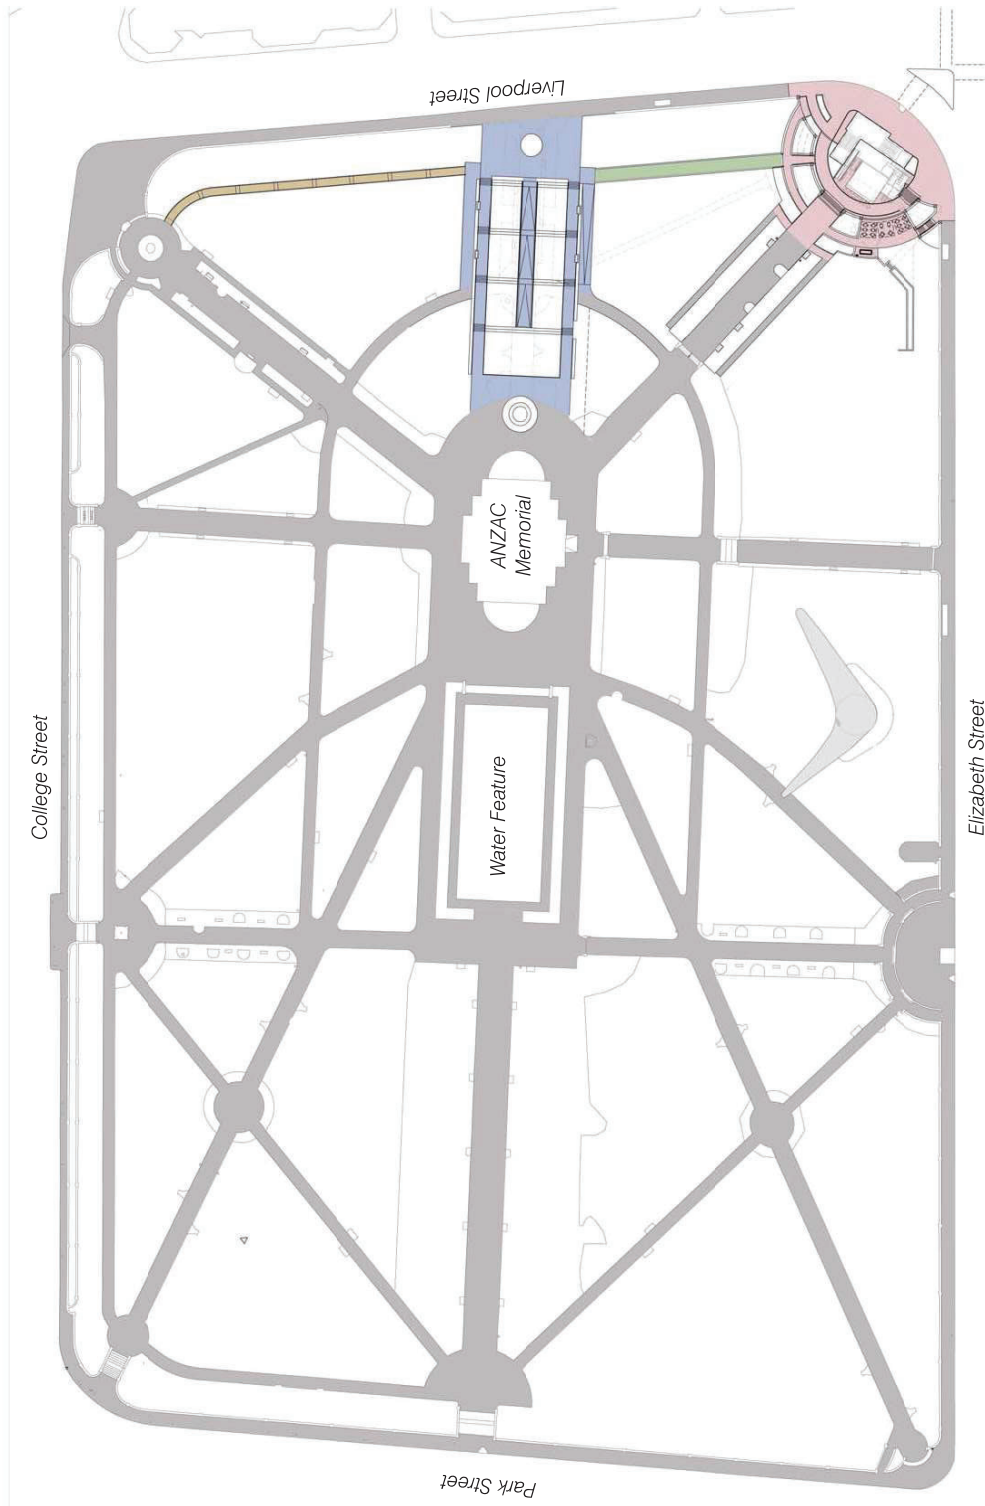 Liverpool Street
ANZAC
Memorial
College Street
Water Feature
Elizabeth Street
Park Street